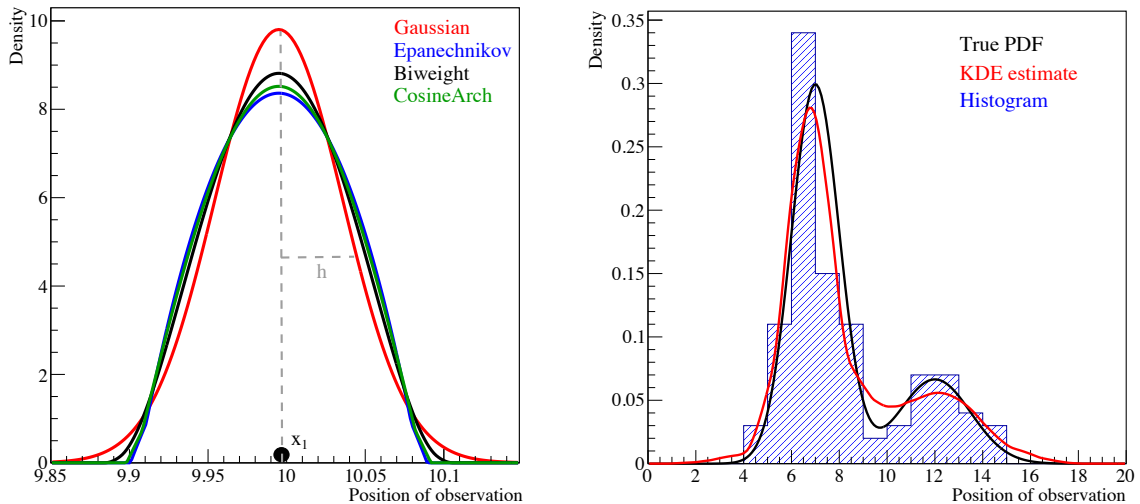 Density
10
8
6
4
2
0
Gaussian
Epanechnikov
Biweight
CosineArch
h
x1
9.85
9.9
9.95
10
10.05
10.1
Position of observation
Density
0.35
0.3
0.25
0.2
0.15
0.1
0.05
0
True PDF
KDE estimate
Histogram
0
2
4
6
8
10
12
14
16
18
20
Position of observation